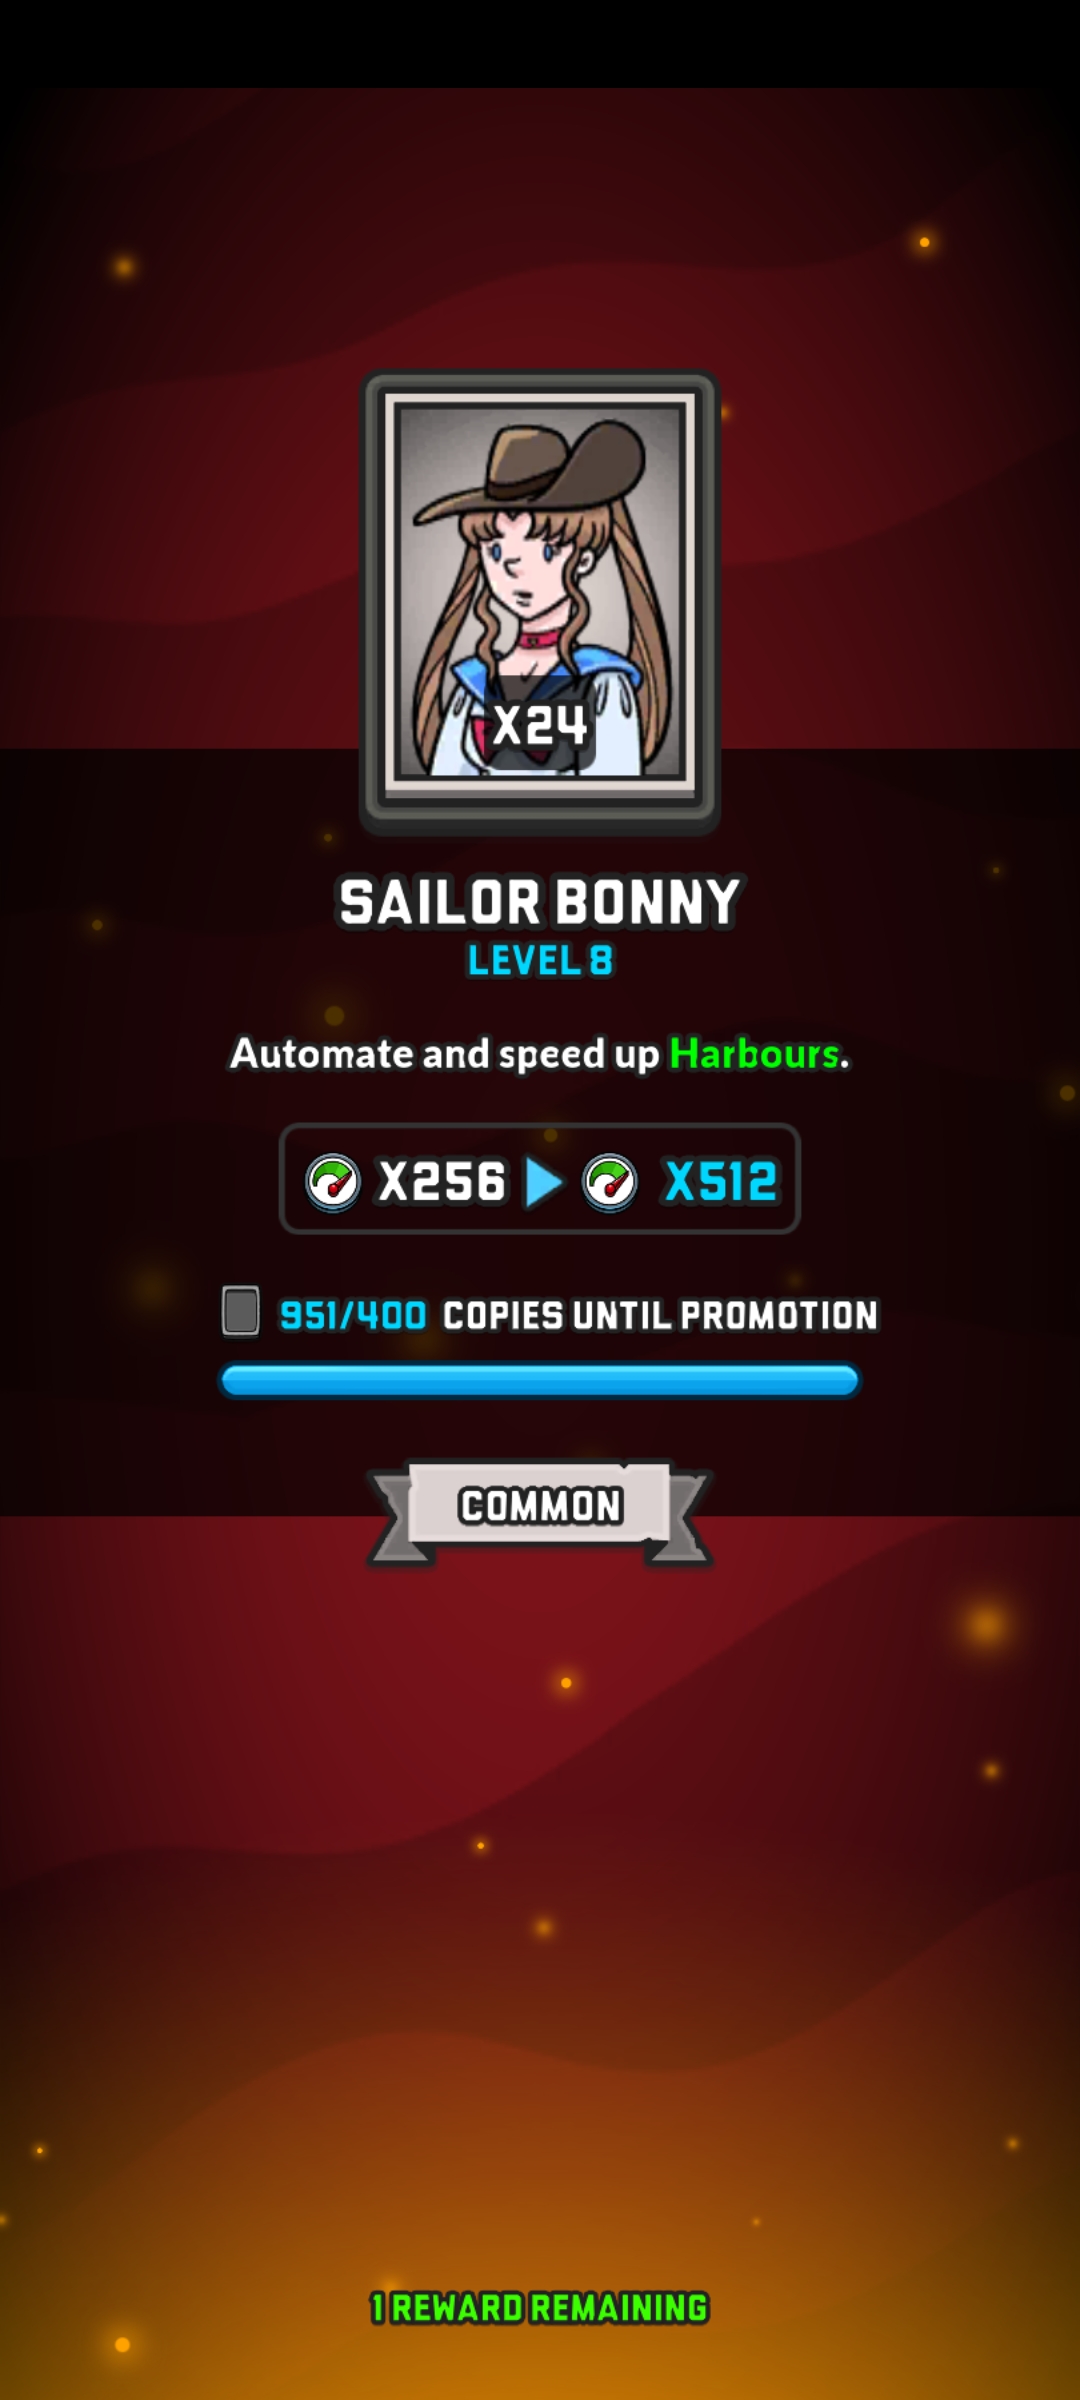 X24
SAILOR BONNY
LEVEL 8
Automate and speed up Harbours.
X256 X512
951/400 COPIES UNTIL PROMOTION
COMMON
1 REWARD REMAINING